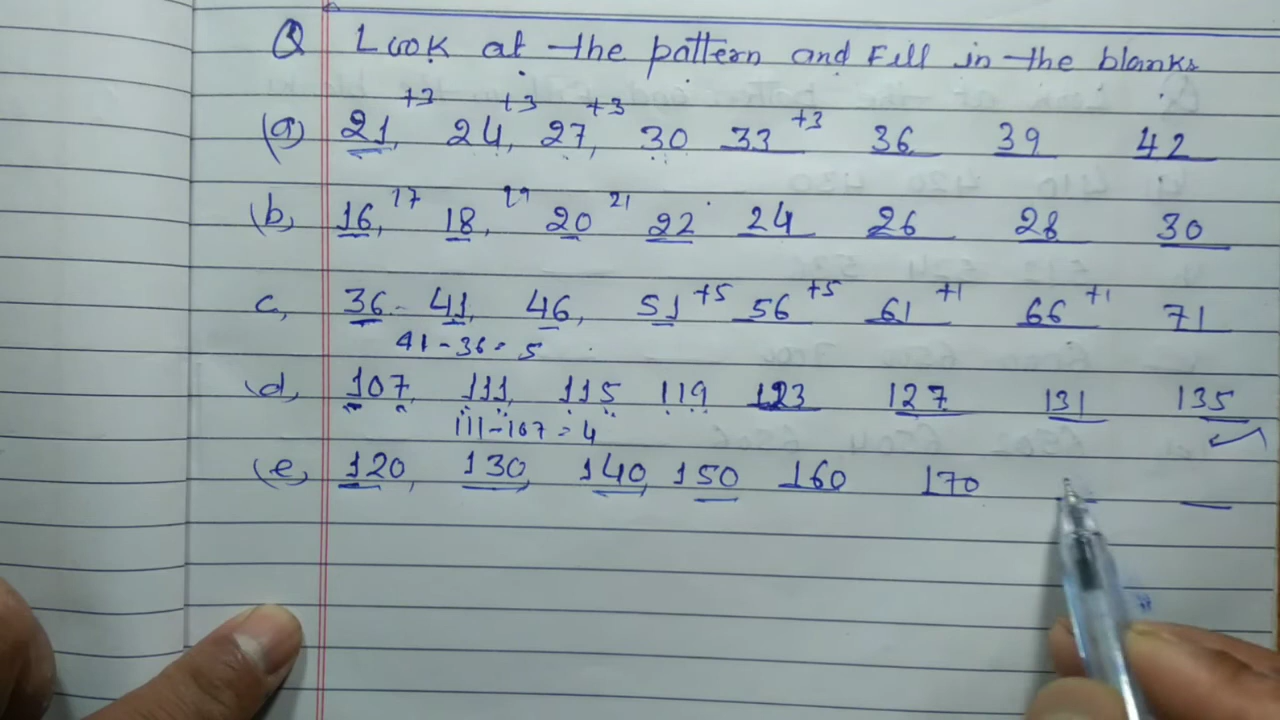 Q Look at the pattern and Fill in the blanks
+3 +3 +3 +3
(a) 21, 24, 27, 30 33 36 39 42
17 19 21
(b, 16, 18, 20 22 24 26 28 30
+5 +5 +1 +1
c, 36 41, 46, 51 56 61 66 71
41-36= 5
(d, 107, 111, 115 119 123 127 131 135
111-107=4
(e, 120, 130, 140, 150 160 170